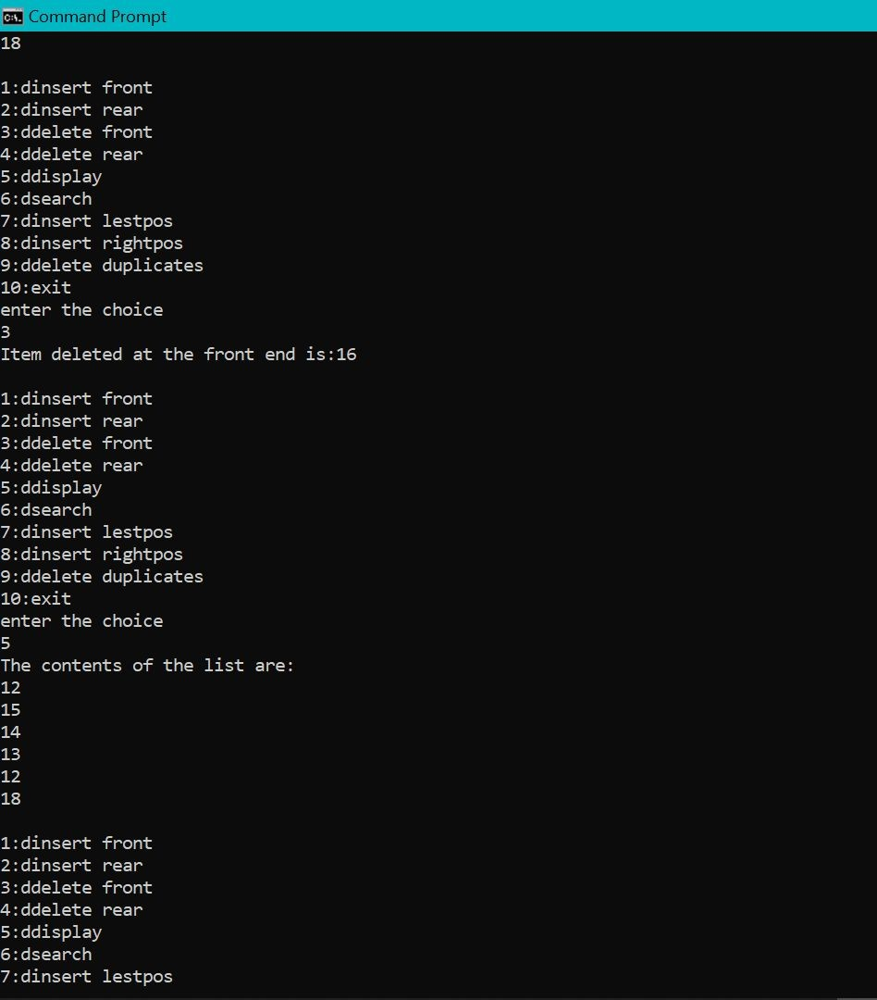 Command Prompt
18
1:dinsert front
2:dinsert rear
3:ddelete front
4:ddelete rear
5:ddisplay
6:dsearch
7:dinsert lestpos
8:dinsert rightpos
9:ddelete duplicates
10:exit
enter the choice
3
Item deleted at the front end is:16
1:dinsert front
2:dinsert rear
3:ddelete front
4:ddelete rear
5:ddisplay
6:dsearch
7:dinsert lestpos
8:dinsert rightpos
9:ddelete duplicates
10:exit
enter the choice
5
The contents of the list are:
12
15
14
13
12
18
1:dinsert front
2:dinsert rear
3:ddelete front
4:ddelete rear
5:ddisplay
6:dsearch
7:dinsert lestpos